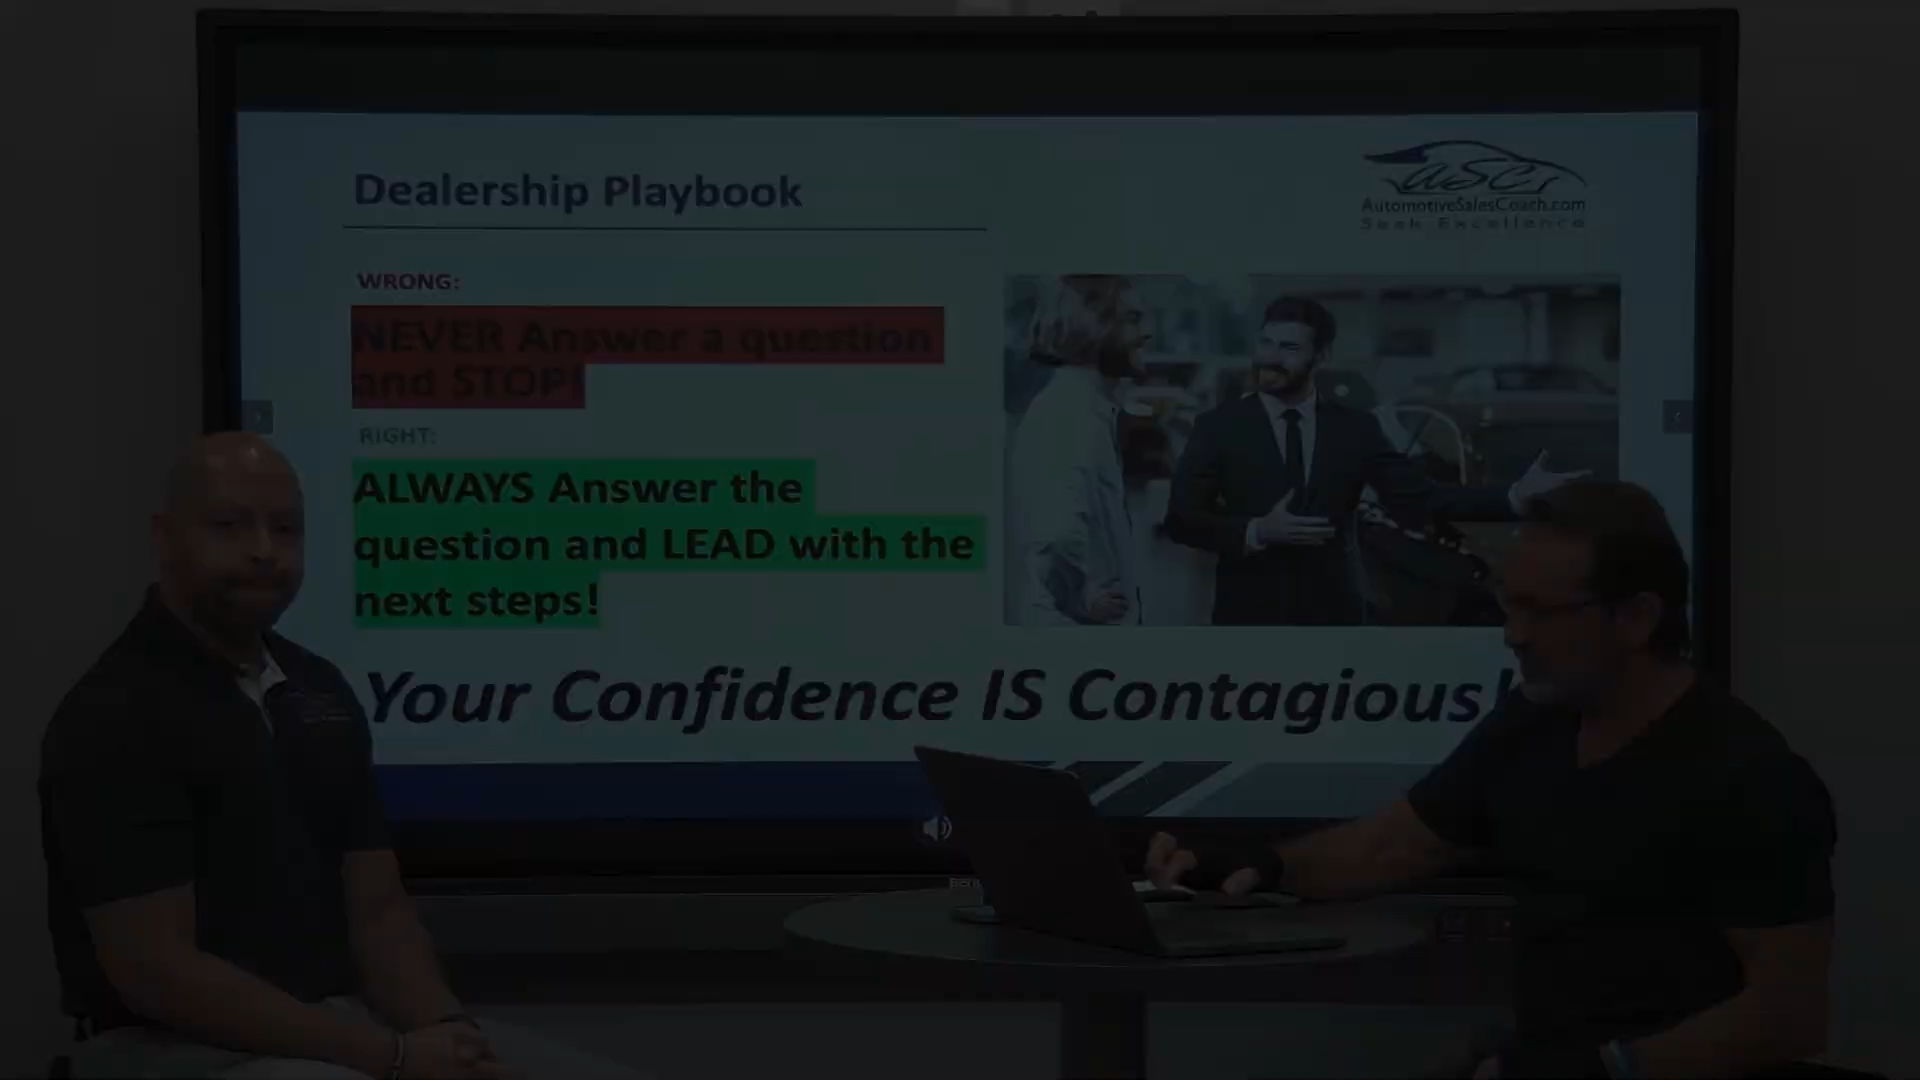 Dealership Playbook
ASC
AutomotiveSalesCoach.com
Seek Excellence
WRONG:
NEVER Answer a question
and STOP!
RIGHT:
ALWAYS Answer the
question and LEAD with the
next steps!
Your Confidence IS Contagious!